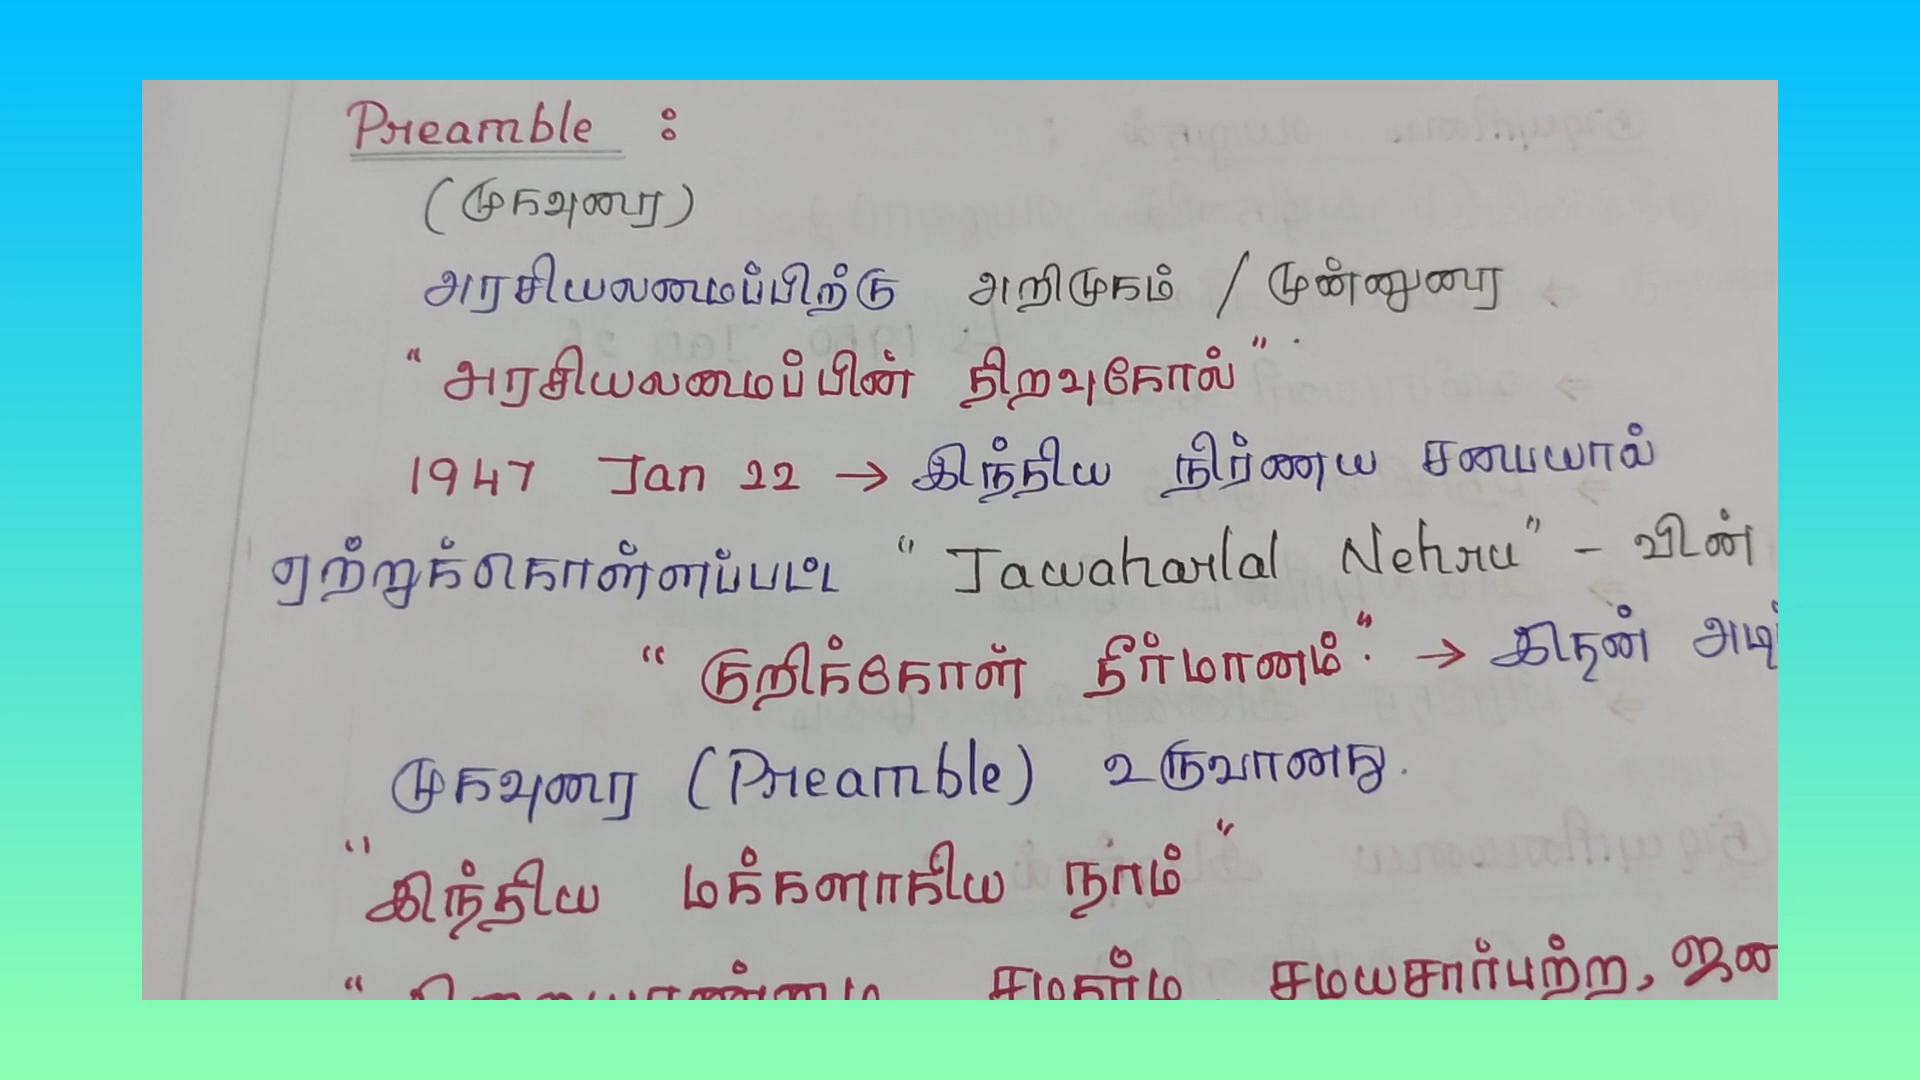 Preamble :
(முகவுரை)
அரசியலமைப்பிற்கு அறிமுகம் / முன்னுரை
"அரசியலமைப்பின் திறவுகோல்".
1947 Jan 22 → இந்திய நிர்ணய சபையால்
ஏற்றுக்கொள்ளப்பட்ட "Jawaharlal Nehru" - வின்
"குறிக்கோள் தீர்மானம்". → இதன்
முகவுரை (Preamble) உருவானது.
"இந்திய மக்களாகிய நாம்"
சமதர்ம, சமயசார்பற்ற,